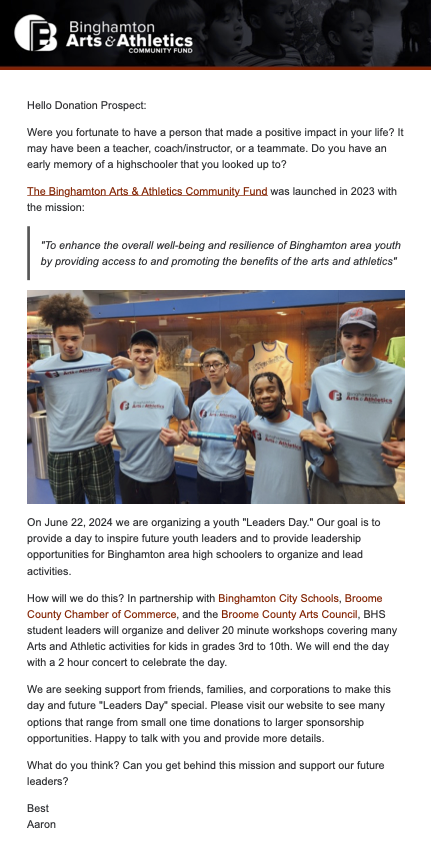 Binghamton
Arts & Athletics
COMMUNITY FUND
Hello Donation Prospect:
Were you fortunate to have a person that made a positive impact in your life? It
may have been a teacher, coach/instructor, or a teammate. Do you have an
early memory of a highschooler that you looked up to?
The Binghamton Arts & Athletics Community Fund was launched in 2023 with
the mission:
"To enhance the overall well-being and resilience of Binghamton area youth
by providing access to and promoting the benefits of the arts and athletics"
Arts & Athletics
Arts & Athletics
Arts & Athletics
Arts & Athletics
Arts & Athletics
On June 22, 2024 we are organizing a youth "Leaders Day." Our goal is to
provide a day to inspire future youth leaders and to provide leadership
opportunities for Binghamton area high schoolers to organize and lead
activities.
How will we do this? In partnership with Binghamton City Schools, Broome
County Chamber of Commerce, and the Broome County Arts Council, BHS
student leaders will organize and deliver 20 minute workshops covering many
Arts and Athletic activities for kids in grades 3rd to 10th. We will end the day
with a 2 hour concert to celebrate the day.
We are seeking support from friends, families, and corporations to make this
day and future "Leaders Day" special. Please visit our website to see many
options that range from small one time donations to larger sponsorship
opportunities. Happy to talk with you and provide more details.
What do you think? Can you get behind this mission and support our future
leaders?
Best
Aaron